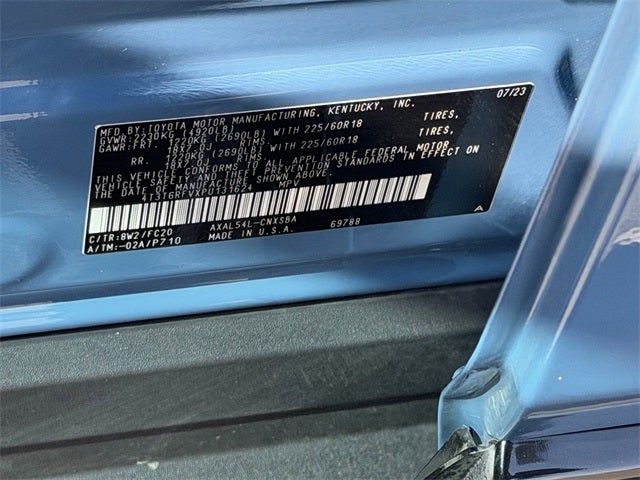 MFD.BY:TOYOTA MOTOR MANUFACTURING, KENTUCKY, INC. 07/23
GVWR:2230KG (4920LB)
GAWR:FRT. 1220KG (2690LB) WITH 225/60R18 TIRES,
18X7J RIMS
RR. 1220KG (2690LB) WITH 225/60R18 TIRES,
18X7J RIMS
THIS VEHICLE CONFORMS TO ALL APPLICABLE FEDERAL MOTOR
VEHICLE SAFETY AND THEFT PREVENTION STANDARDS IN EFFECT
ON THE DATE OF MANUFACTURE SHOWN ABOVE.
MPV
C/TR:8W2/FC20 AXAL54L-CNXSBA 69788 A
A/TM:-02A/P710 MADE IN U.S.A.